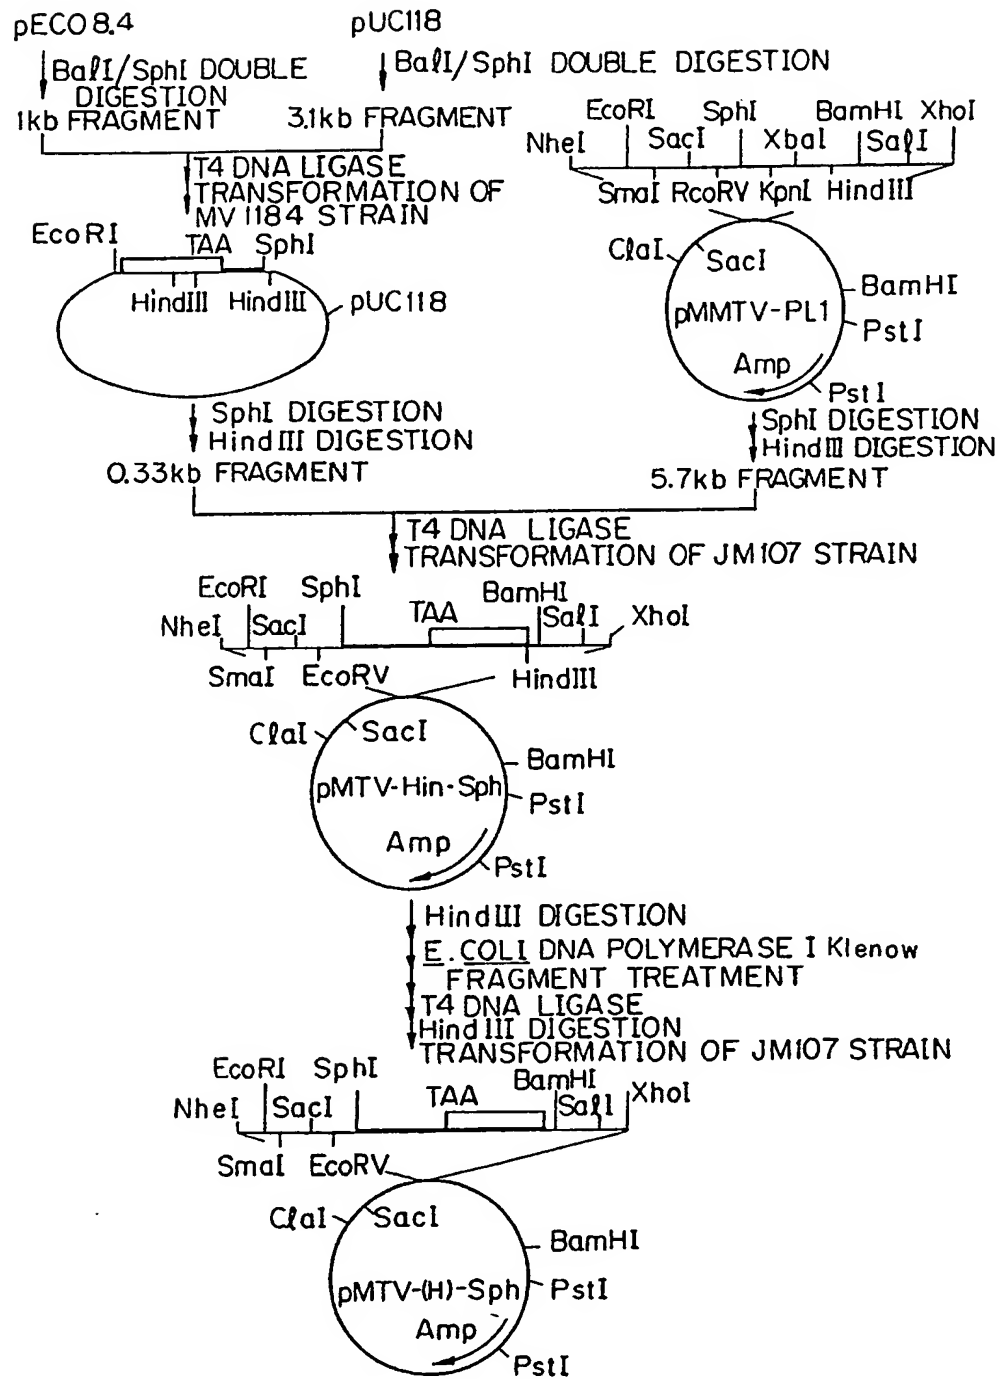 pECO 8.4
pUC118
BalI/SphI DOUBLE
DIGESTION
1kb FRAGMENT
BalI/SphI DOUBLE DIGESTION
3.1kb FRAGMENT
T4 DNA LIGASE
TRANSFORMATION OF
MV 1184 STRAIN
EcoRI
TAA
SphI
HindIII
HindIII
pUC118
SphI DIGESTION
HindIII DIGESTION
0.33kb FRAGMENT
EcoRI
SphI
BamHI
XhoI
NheI
SacI
XbaI
SalI
SmaI
RcoRV
KpnI
HindIII
ClaI
SacI
pMMTV-PL1
BamHI
PstI
Amp
PstI
SphI DIGESTION
HindIII DIGESTION
5.7kb FRAGMENT
T4 DNA LIGASE
TRANSFORMATION OF JM107 STRAIN
EcoRI
SphI
BamHI
NheI
SacI
TAA
SalI
XhoI
SmaI
EcoRV
HindIII
ClaI
SacI
BamHI
pMTV-Hin-Sph
PstI
Amp
PstI
HindIII DIGESTION
E. COLI DNA POLYMERASE I Klenow
FRAGMENT TREATMENT
T4 DNA LIGASE
HindIII DIGESTION
TRANSFORMATION OF JM107 STRAIN
EcoRI
SphI
BamHI
NheI
SacI
TAA
SalI
XhoI
SmaI
EcoRV
ClaI
SacI
BamHI
pMTV-(H)-Sph
PstI
Amp
PstI